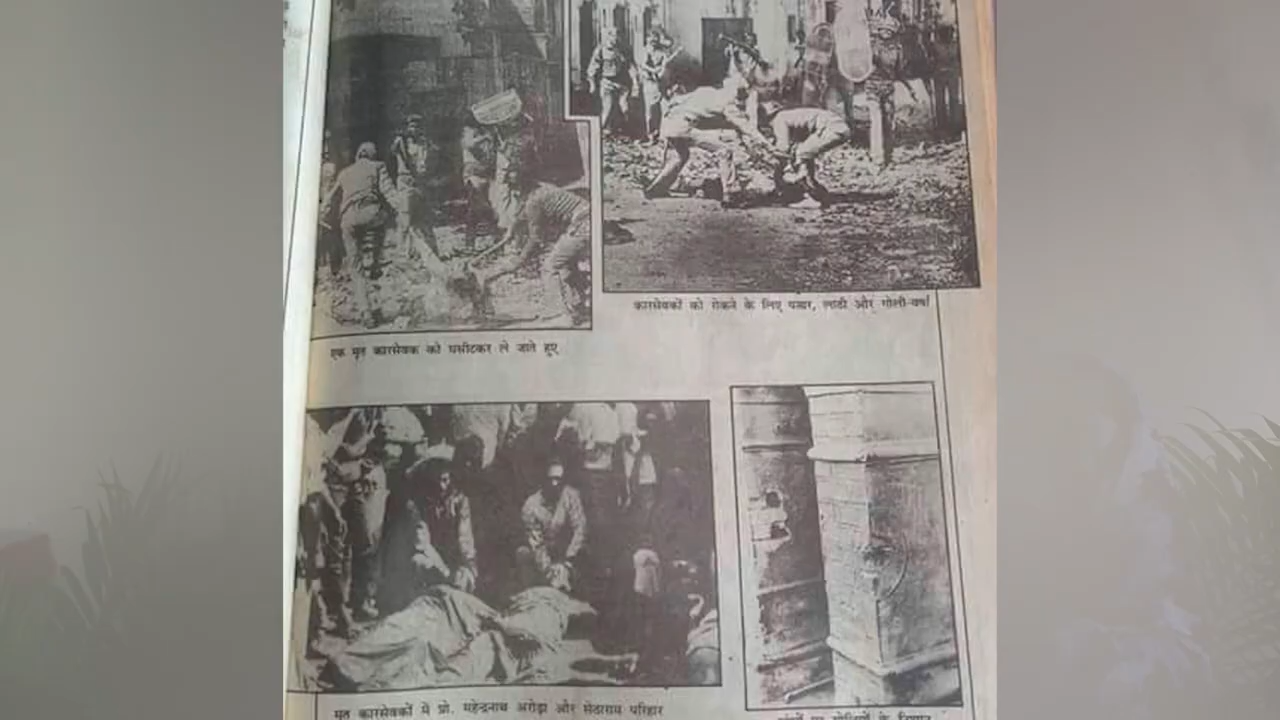 कारसेवकों को रोकने के लिए पत्थर, लाठी और गोली-वर्षा
एक मृत कारसेवक को घसीटकर ले जाते हुए
मृत कारसेवकों में प्रो. महेन्द्रनाथ अरोड़ा और सेठाराम परिहार
पर गोलियों के निशान